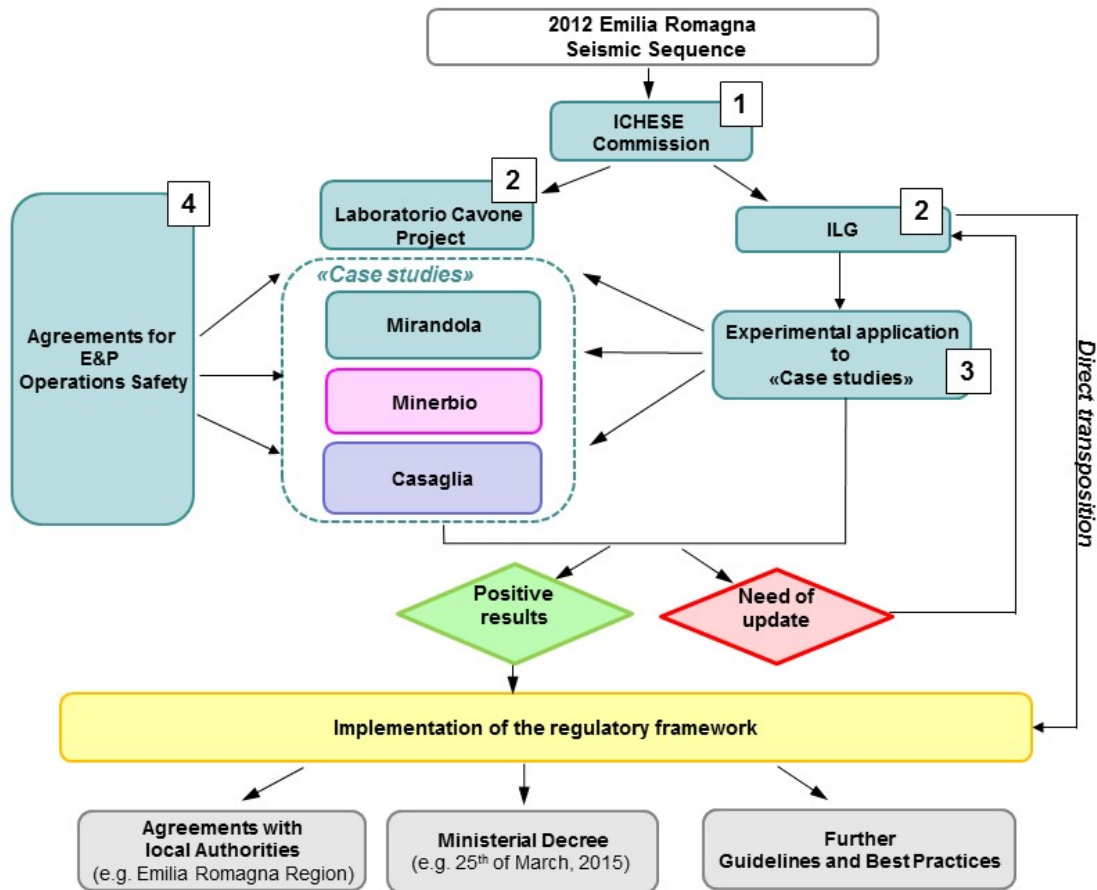 2012 Emilia Romagna
Seismic Sequence
1
ICHESE
Commission
2
Laboratorio Cavone
Project
2
ILG
4
Agreements for
E&P
Operations Safety
«Case studies»
Mirandola
Minerbio
Casaglia
Experimental application
to
«Case studies»
3
Direct transposition
Positive
results
Need of
update
Implementation of the regulatory framework
Agreements with
local Authorities
(e.g. Emilia Romagna Region)
Ministerial Decree
(e.g. 25th of March, 2015)
Further
Guidelines and Best Practices